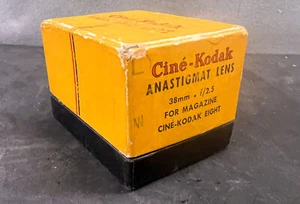 Ciné-Kodak
ANASTIGMAT LENS
38mm. f/2.5
FOR MAGAZINE
CINÉ-KODAK EIGHT